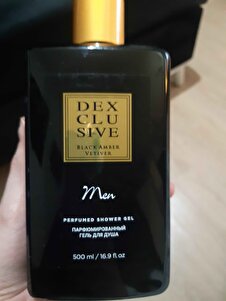 DEX
CLU
SIVE
BLACK AMBER
VETIVER
Men
PERFUMED SHOWER GEL
ПАРФЮМИРОВАННЫЙ
ГЕЛЬ ДЛЯ ДУША
500 ml / 16.9 fl.oz